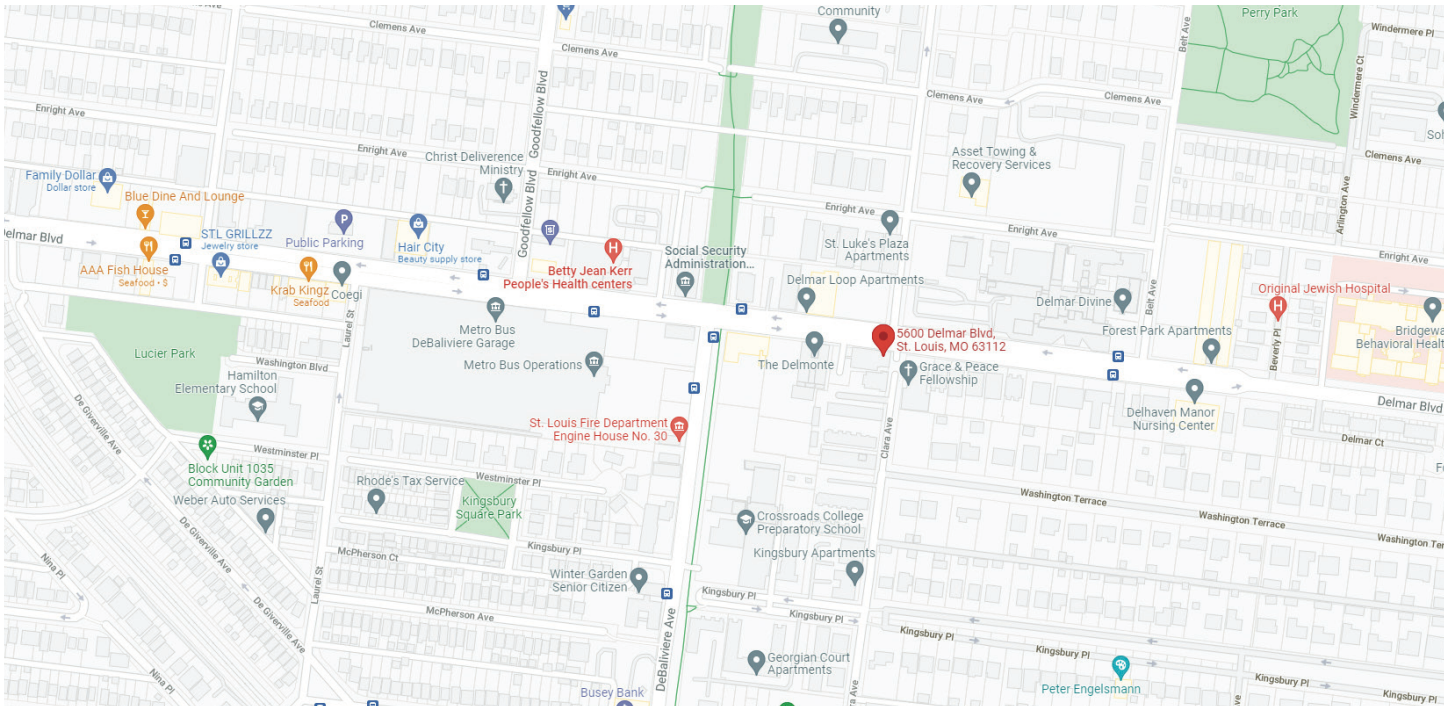 Community
Perry Park
Windermere Pl
Clemens Ave
Clemens Ave
Belt Ave
Windermere Ct
Clemens Ave
Clemens Ave
Enright Ave
Goodfellow Blvd
Enright Ave
Christ Deliverence
Ministry
Asset Towing &
Recovery Services
Clemens Ave
Family Dollar
Dollar store
Enright Ave
Arlington Ave
Blue Dine And Lounge
Enright Ave
Delmar Blvd
STL GRILLZZ
Jewelry store
Public Parking
Hair City
Beauty supply store
Goodfellow Blvd
St. Luke's Plaza
Apartments
Enright Ave
Social Security
Administration...
Enright Ave
AAA Fish House
Seafood • $
Krab Kingz
Seafood
Coegi
Betty Jean Kerr
People's Health centers
Delmar Loop Apartments
Delmar Divine
Belt Ave
Original Jewish Hospital
Metro Bus
DeBaliviere Garage
Laurel St
5600 Delmar Blvd,
St. Louis, MO 63112
Forest Park Apartments
Beverly Pl
Behavioral
Lucier Park
Washington Blvd
Metro Bus Operations
The Delmonte
Grace & Peace
Fellowship
Hamilton
Elementary School
De Giverville Ave
Delmar Blvd
Delhaven Manor
Nursing Center
St. Louis Fire Department
Engine House No. 30
Clara Ave
Delmar Ct
Westminster Pl
Block Unit 1035
Community Garden
Rhode's Tax Service
Westminster Pl
Weber Auto Services
Kingsbury
Square Park
Washington Terrace
Crossroads College
Preparatory School
Washington Terrace
De Giverville Ave
McPherson Ct
Kingsbury Pl
Kingsbury Apartments
Nina Pl
Winter Garden
Senior Citizen
Laurel St
Kingsbury Pl
De Giverville Ave
McPherson Ave
Kingsbury Pl
Kingsbury Pl
Kingsbury Pl
DeBaliviere Ave
Georgian Court
Apartments
Kingsbury Pl
Nina Pl
Clara Ave
Peter Engelsmann
Kingsbury Pl
Busey Bank